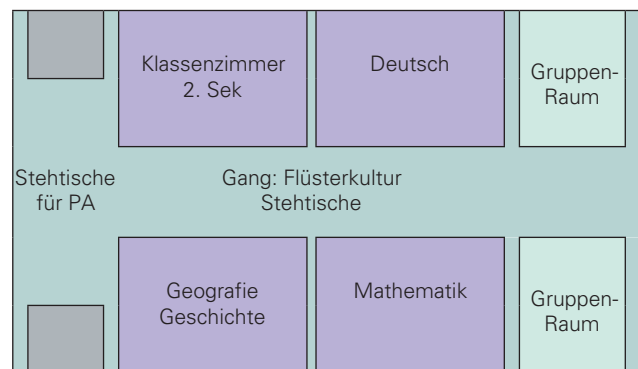 Klassenzimmer
2. Sek
Deutsch
Gruppen-
Raum
Stehtische
für PA
Gang: Flüsterkultur
Stehtische
Geografie
Geschichte
Mathematik
Gruppen-
Raum